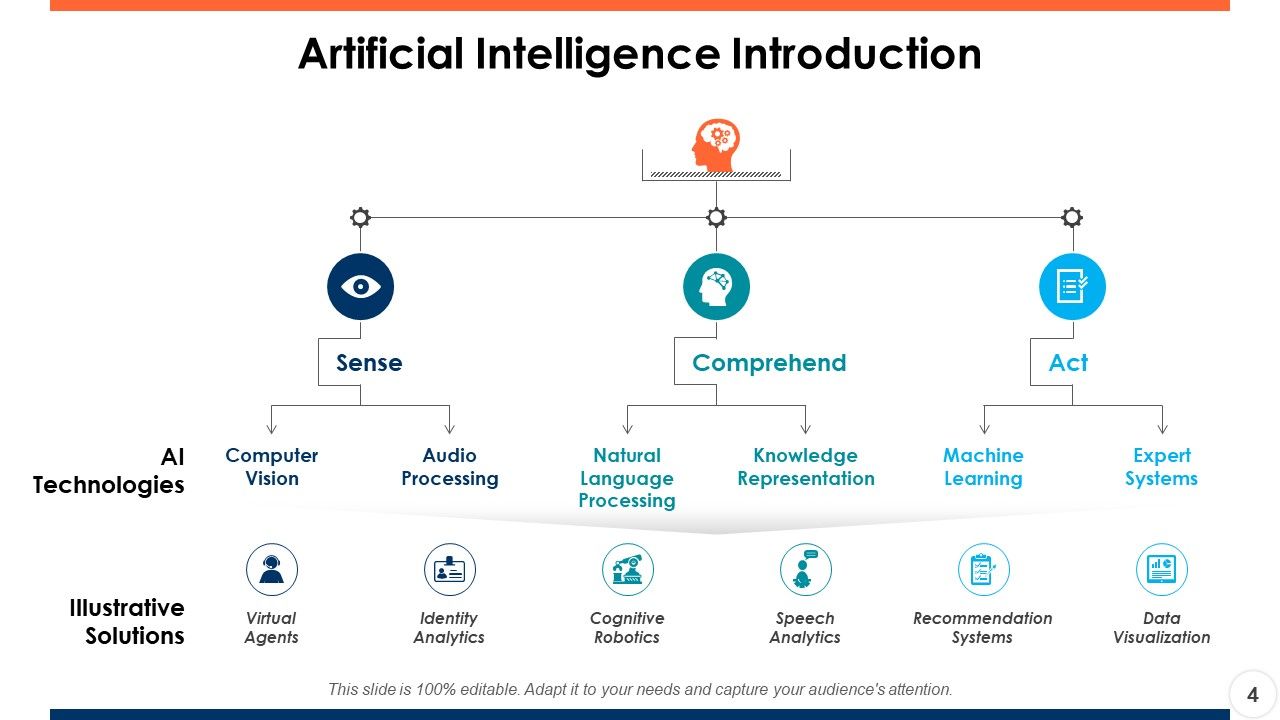 Artificial Intelligence Introduction
Sense
Comprehend
Act
AI
Technologies
Computer
Vision
Audio
Processing
Natural
Language
Processing
Knowledge
Representation
Machine
Learning
Expert
Systems
Illustrative
Solutions
Virtual
Agents
Identity
Analytics
Cognitive
Robotics
Speech
Analytics
Recommendation
Systems
Data
Visualization
This slide is 100% editable. Adapt it to your needs and capture your audience's attention.
4